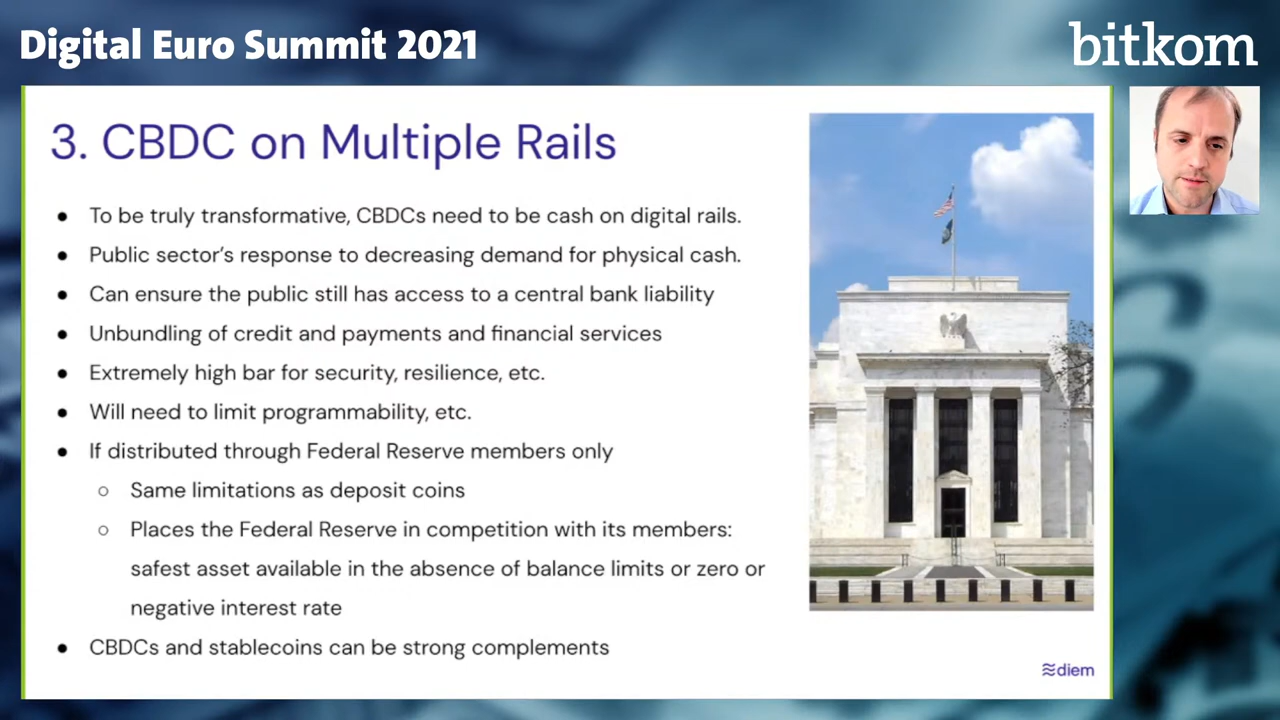 Digital Euro Summit 2021
bitkom
3. CBDC on Multiple Rails
● To be truly transformative, CBDCs need to be cash on digital rails.
● Public sector’s response to decreasing demand for physical cash.
● Can ensure the public still has access to a central bank liability
● Unbundling of credit and payments and financial services
● Extremely high bar for security, resilience, etc.
● Will need to limit programmability, etc.
● If distributed through Federal Reserve members only
○ Same limitations as deposit coins
○ Places the Federal Reserve in competition with its members:
safest asset available in the absence of balance limits or zero or
negative interest rate
● CBDCs and stablecoins can be strong complements
diem